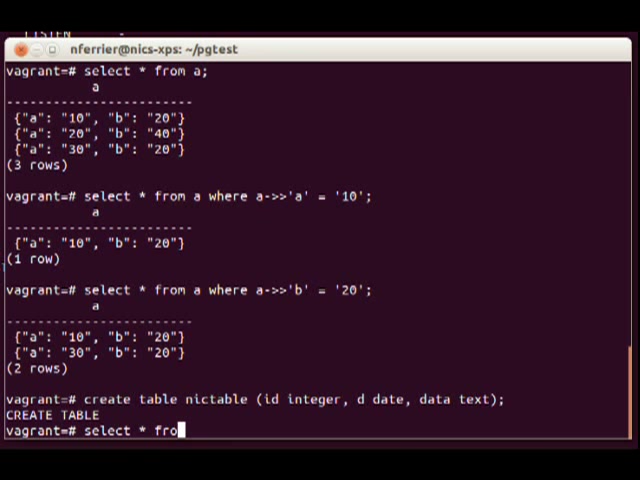 LISTEN -
nferrier@nics-xps: ~/pgtest
vagrant=# select * from a;
a
-------------------------
{"a": "10", "b": "20"}
{"a": "20", "b": "40"}
{"a": "30", "b": "20"}
(3 rows)
vagrant=# select * from a where a->>'a' = '10';
a
-------------------------
{"a": "10", "b": "20"}
(1 row)
vagrant=# select * from a where a->>'b' = '20';
a
-------------------------
{"a": "10", "b": "20"}
{"a": "30", "b": "20"}
(2 rows)
vagrant=# create table nictable (id integer, d date, data text);
CREATE TABLE
vagrant=# select * fro